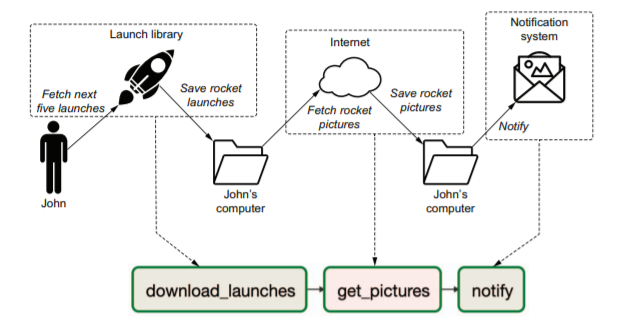 Launch library
Fetch next
five launches
Save rocket
launches
John
John's
computer
Internet
Fetch rocket
pictures
Save rocket
pictures
John's
computer
Notification
system
Notify
download_launches
get_pictures
notify